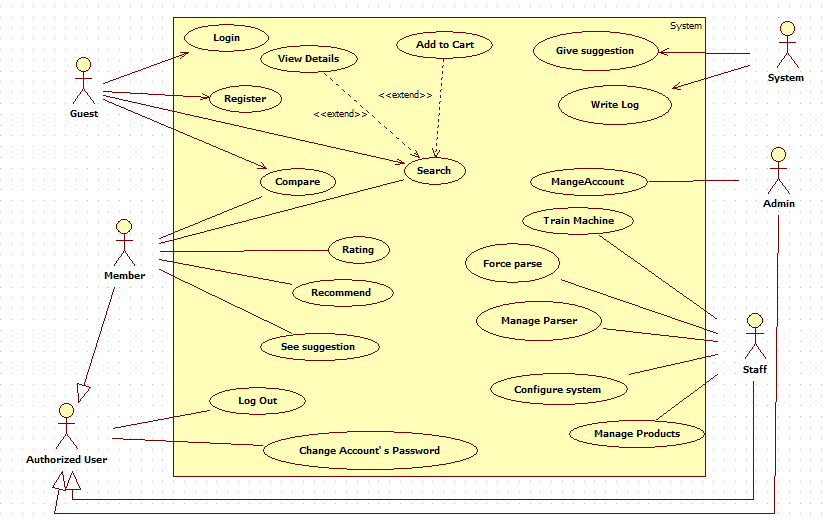 System
Login
Add to Cart
Give suggestion
View Details
System
<<extend>>
Register
Write Log
Guest
<<extend>>
Search
Compare
MangeAccount
Admin
Train Machine
Rating
Force parse
Member
Recommend
Manage Parser
See suggestion
Staff
Configure system
Log Out
Manage Products
Change Account' s Password
Authorized User